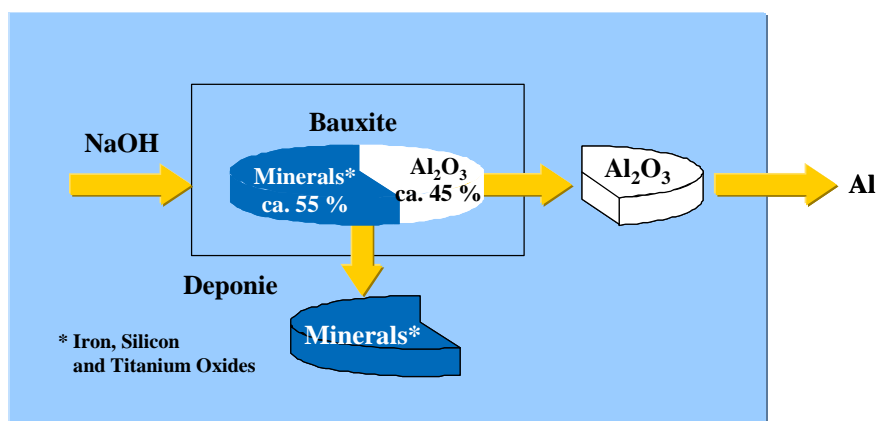 Bauxite
NaOH
Minerals*
ca. 55 %
Al₂O₃
ca. 45 %
Al₂O₃
Al
Deponie
Minerals*
* Iron, Silicon
and Titanium Oxides